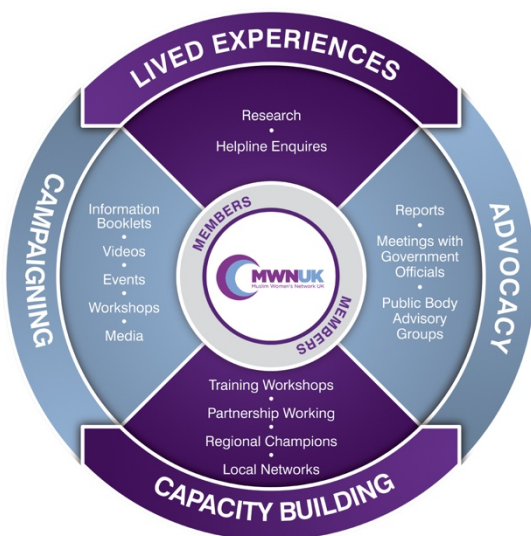 LIVED EXPERIENCES
Research
•
Helpline Enquires
CAMPAIGNING
Information
Booklets
•
Videos
•
Events
•
Workshops
•
Media
MEMBERS
MWNUK
Muslim Women's Network UK
MEMBERS
ADVOCACY
Reports
•
Meetings with
Government
Officials
•
Public Body
Advisory
Groups
Training Workshops
•
Partnership Working
•
Regional Champions
•
Local Networks
CAPACITY BUILDING